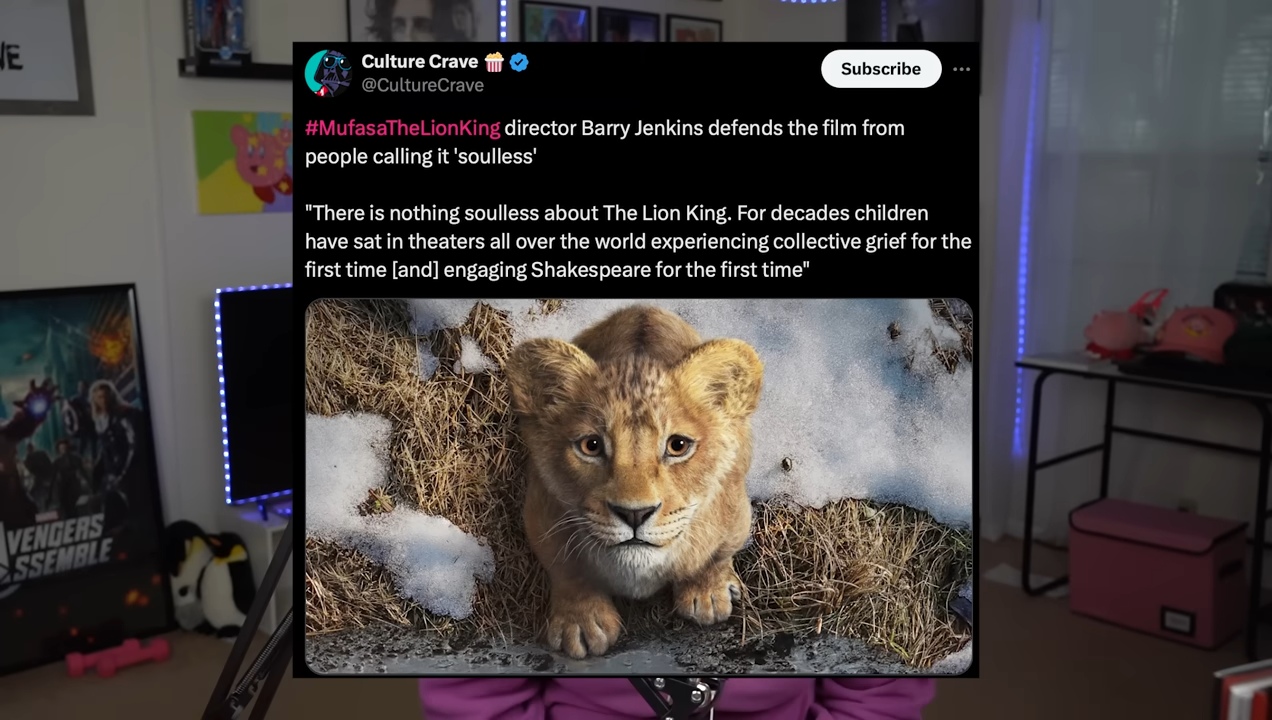 Culture Crave 🍿
@CultureCrave
Subscribe
#MufasaTheLionKing director Barry Jenkins defends the film from
people calling it 'soulless'
"There is nothing soulless about The Lion King. For decades children
have sat in theaters all over the world experiencing collective grief for the
first time [and] engaging Shakespeare for the first time"
AVENGERS
ASSEMBLE